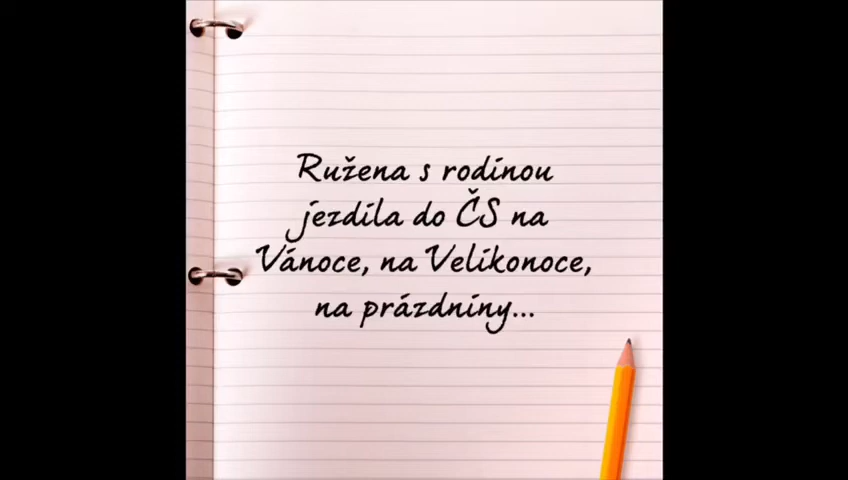 Ružena s rodinou
jezdila do ČS na
Vánoce, na Velikonoce,
na prázdniny...